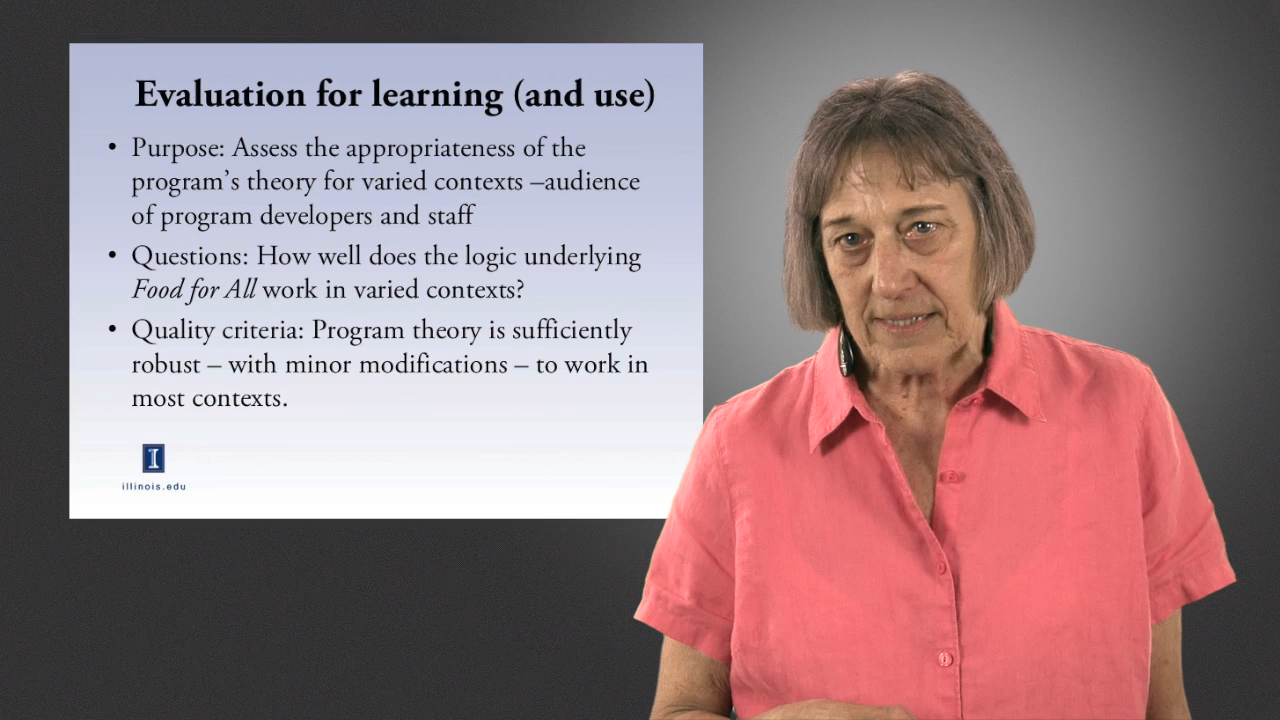 Evaluation for learning (and use)
• Purpose: Assess the appropriateness of the
program's theory for varied contexts –audience
of program developers and staff
• Questions: How well does the logic underlying
Food for All work in varied contexts?
• Quality criteria: Program theory is sufficiently
robust – with minor modifications – to work in
most contexts.
I
illinois.edu